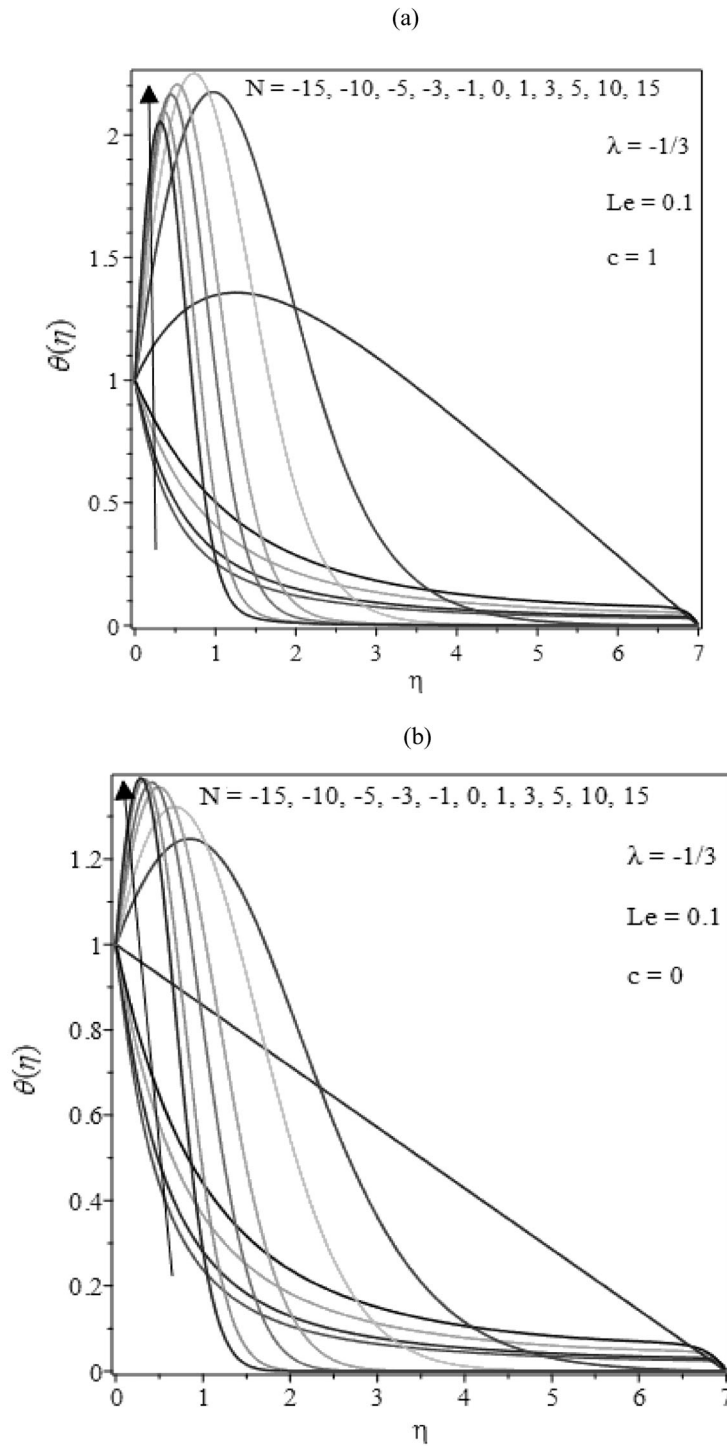 (a)
N = -15, -10, -5, -3, -1, 0, 1, 3, 5, 10, 15
λ = -1/3
Le = 0.1
c = 1
θ(η)
2
1.5
1
0.5
0
0 1 2 3 4 5 6 7
η
(b)
N = -15, -10, -5, -3, -1, 0, 1, 3, 5, 10, 15
λ = -1/3
Le = 0.1
c = 0
θ(η)
1.2
1
0.8
0.6
0.4
0.2
0
0 1 2 3 4 5 6 7
η